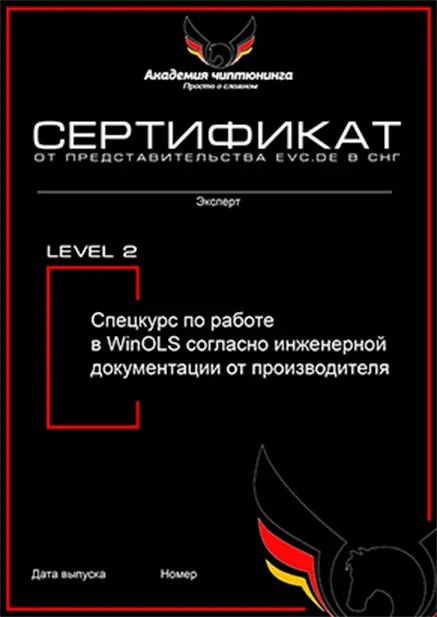 Академия чиптюнинга
Просто о сложном
СЕРТИФИКАТ
ОТ ПРЕДСТАВИТЕЛЬСТВА EVC.DE В СНГ
Эксперт
LEVEL 2
Спецкурс по работе
в WinOLS согласно инженерной
документации от производителя
Дата выпуска Номер